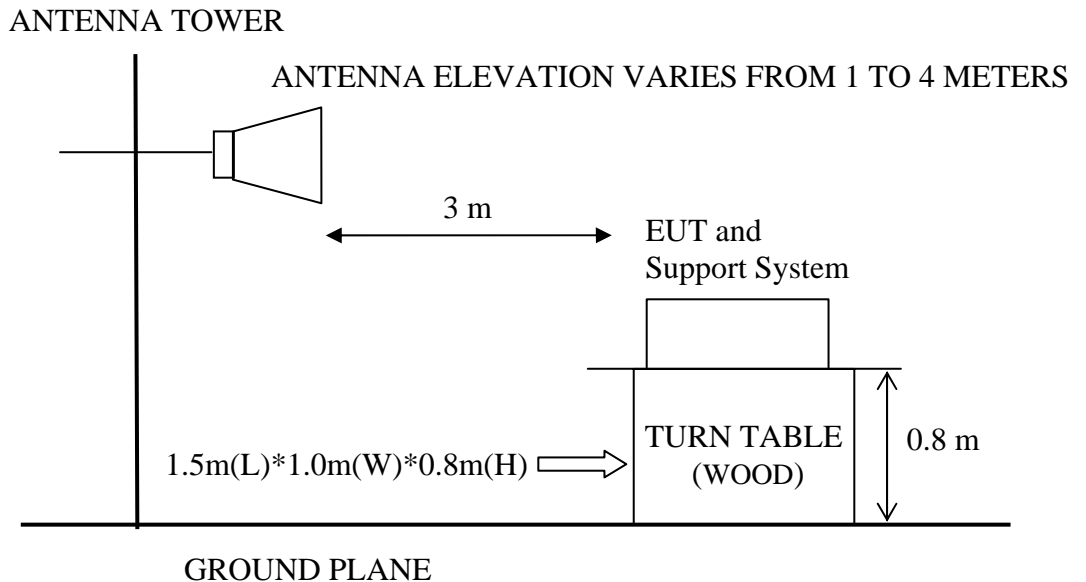 ANTENNA TOWER
ANTENNA ELEVATION VARIES FROM 1 TO 4 METERS
3 m
EUT and
Support System
TURN TABLE
(WOOD)
0.8 m
1.5m(L)*1.0m(W)*0.8m(H)
GROUND PLANE